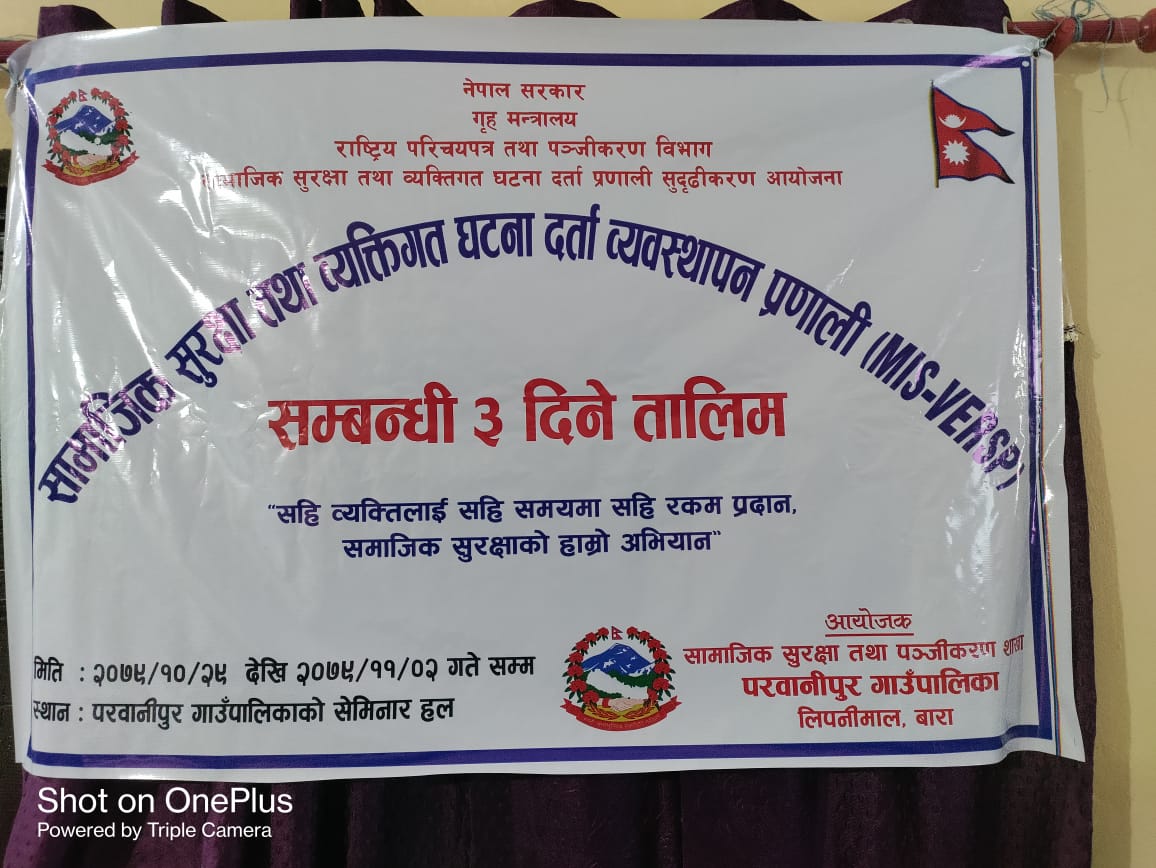 नेपाल सरकार
गृह मन्त्रालय
राष्ट्रिय परिचयपत्र तथा पञ्जीकरण विभाग
सामाजिक सुरक्षा तथा व्यक्तिगत घटना दर्ता प्रणाली सुदृढीकरण आयोजना
सामाजिक सुरक्षा तथा व्यक्तिगत घटना दर्ता व्यवस्थापन प्रणाली (MIS-VERSP)
सम्बन्धी ३ दिने तालिम
"सहि व्यक्तिलाई सहि समयमा सहि रकम प्रदान,
समाजिक सुरक्षाको हाम्रो अभियान"
मिति : २०७९/१०/२९ देखि २०७९/११/०२ गते सम्म
स्थान : परवानीपुर गाउँपालिकाको सेमिनार हल
आयोजक
सामाजिक सुरक्षा तथा पञ्जीकरण शाखा
परवानीपुर गाउँपालिका
लिपनीमाल, बारा
Shot on OnePlus
Powered by Triple Camera